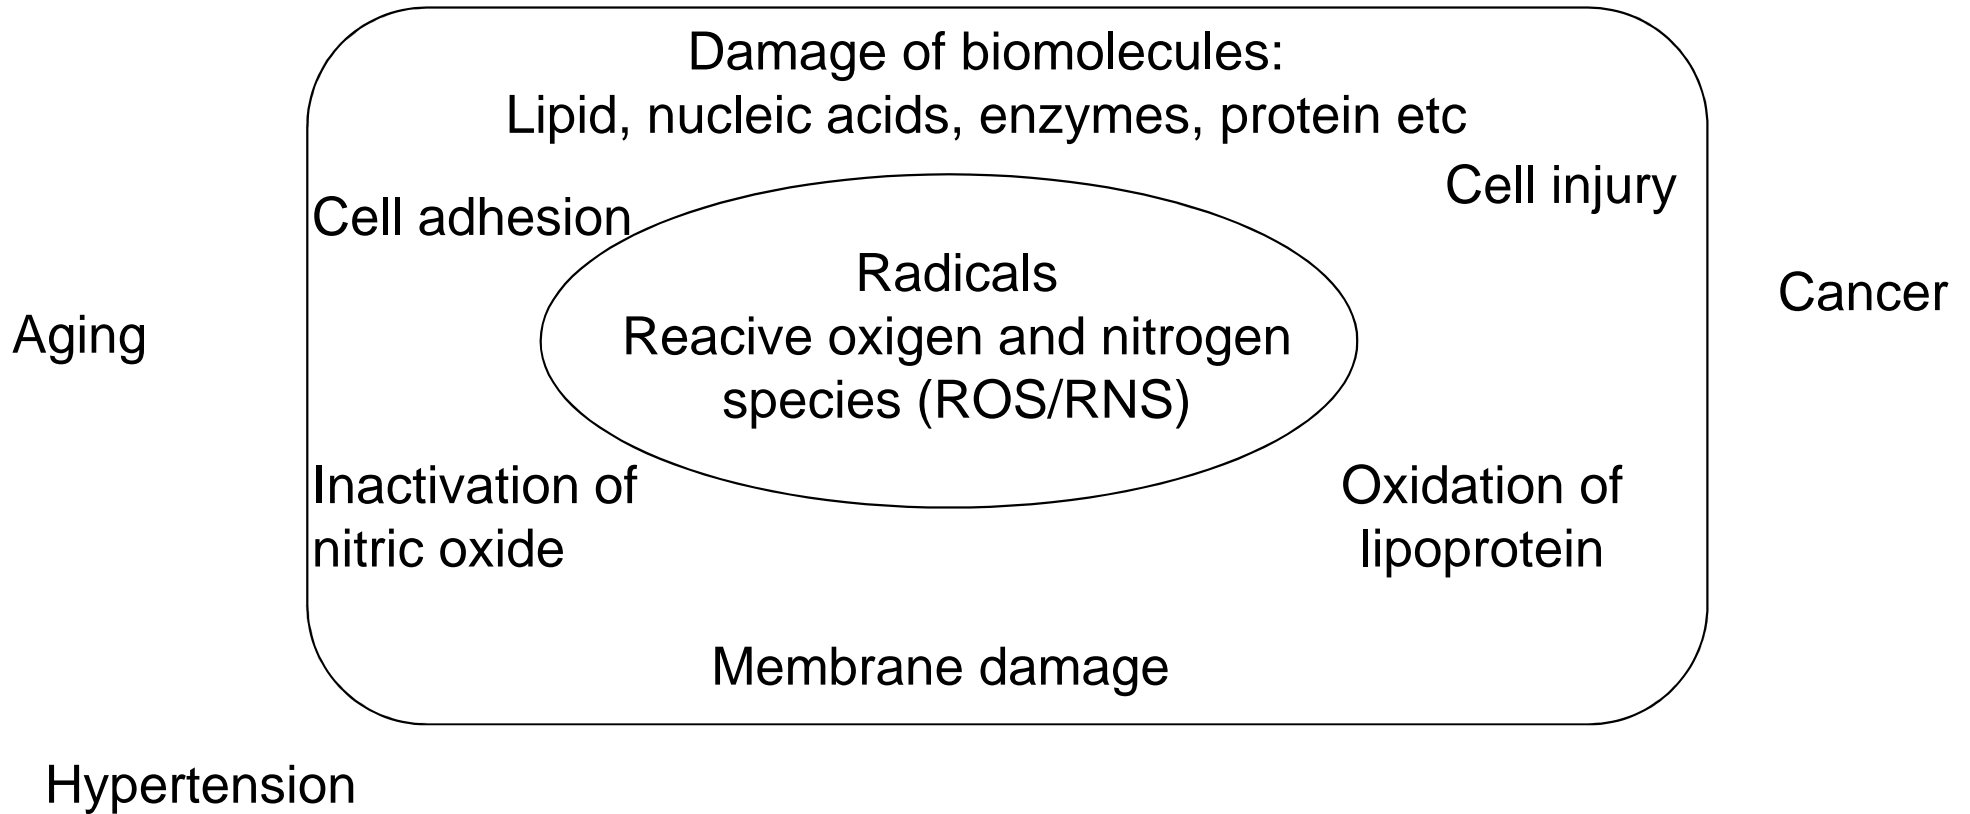 Damage of biomolecules:
Lipid, nucleic acids, enzymes, protein etc
Cell injury
Cell adhesion
Radicals
Reacive oxigen and nitrogen
species (ROS/RNS)
Cancer
Aging
Inactivation of
nitric oxide
Oxidation of
lipoprotein
Membrane damage
Hypertension